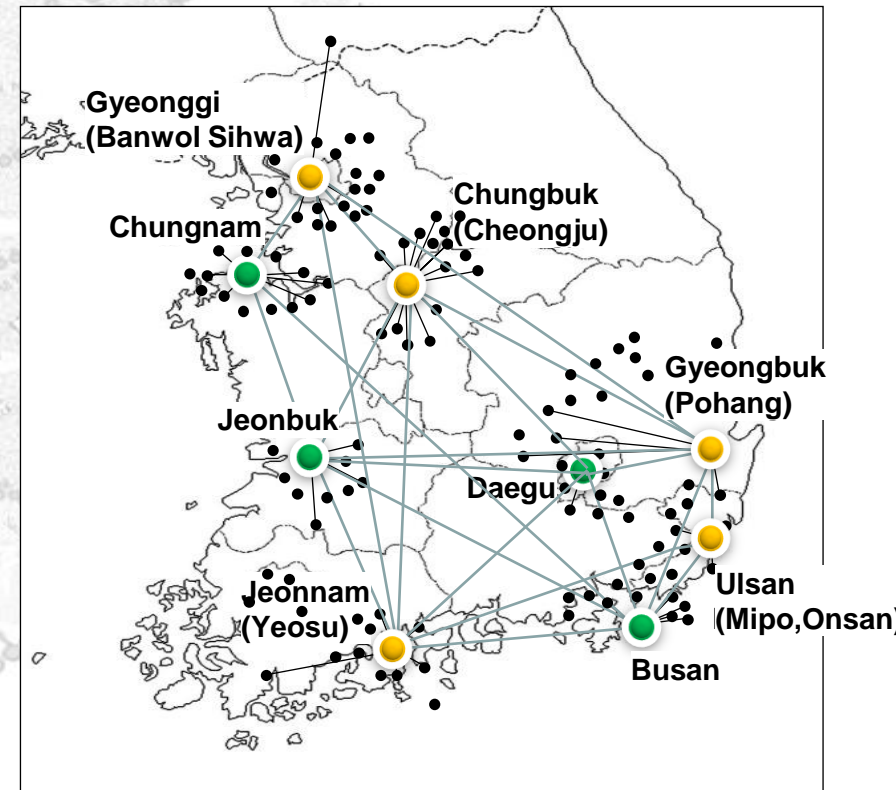 Gyeonggi
(Banwol Sihwa)
Chungbuk
(Cheongju)
Chungnam
Gyeongbuk
(Pohang)
Jeonbuk
Daegu
Ulsan
(Mipo,Onsan)
Jeonnam
(Yeosu)
Busan